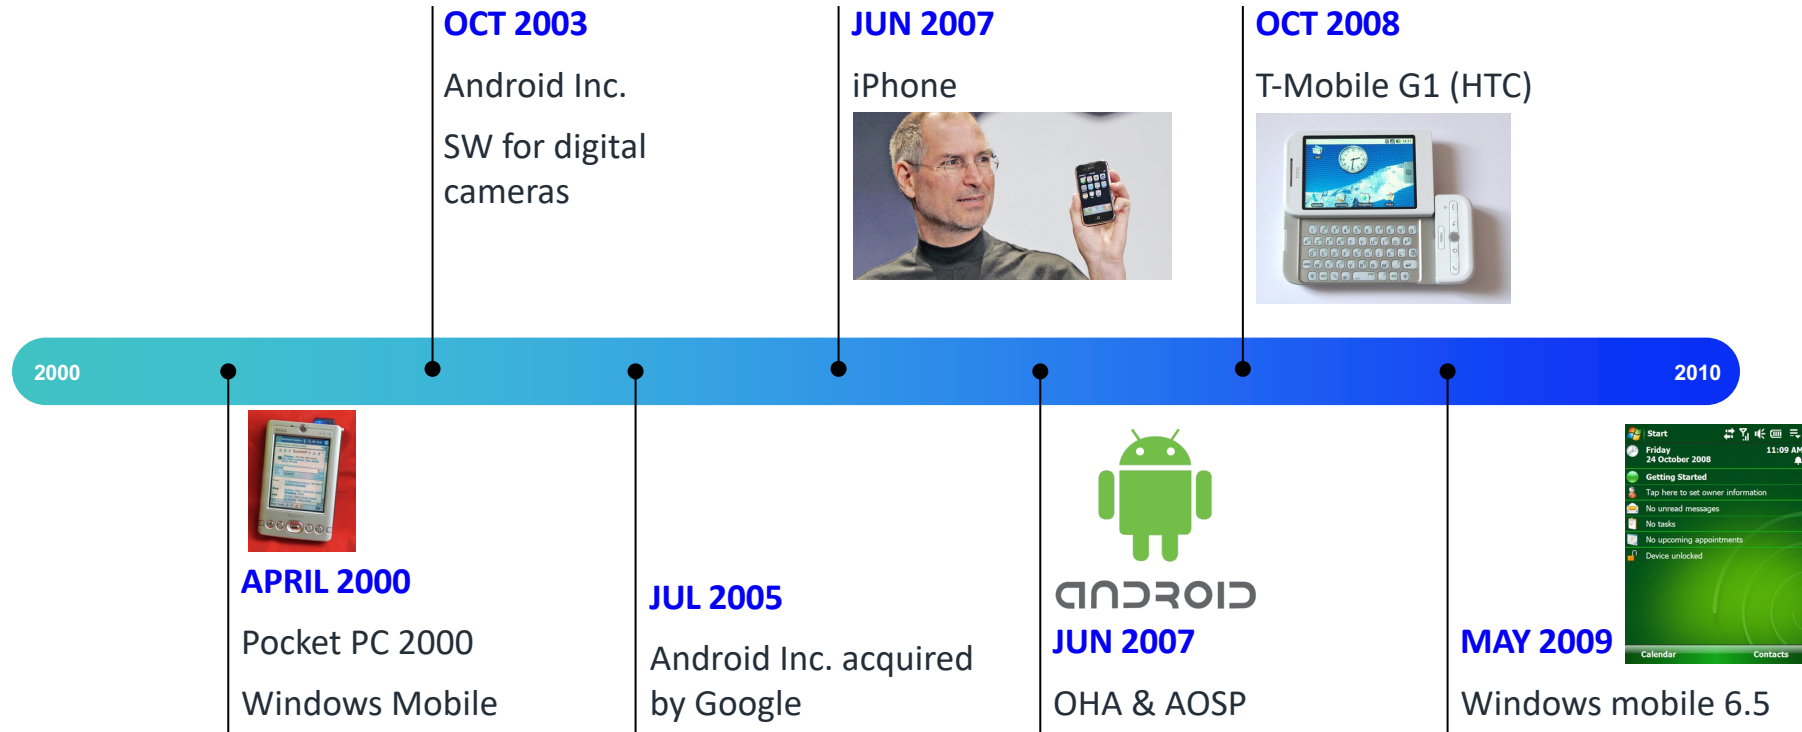 OCT 2003
Android Inc.
SW for digital
cameras
JUN 2007
iPhone
OCT 2008
T-Mobile G1 (HTC)
2000
2010
APRIL 2000
Pocket PC 2000
Windows Mobile
JUL 2005
Android Inc. acquired
by Google
ANDROID
JUN 2007
OHA & AOSP
MAY 2009
Windows mobile 6.5
Start
Friday
11:09 AM
24 October 2008
Getting Started
Tap here to set owner information
No unread messages
No tasks
No upcoming appointments
Device unlocked
Calendar
Contacts